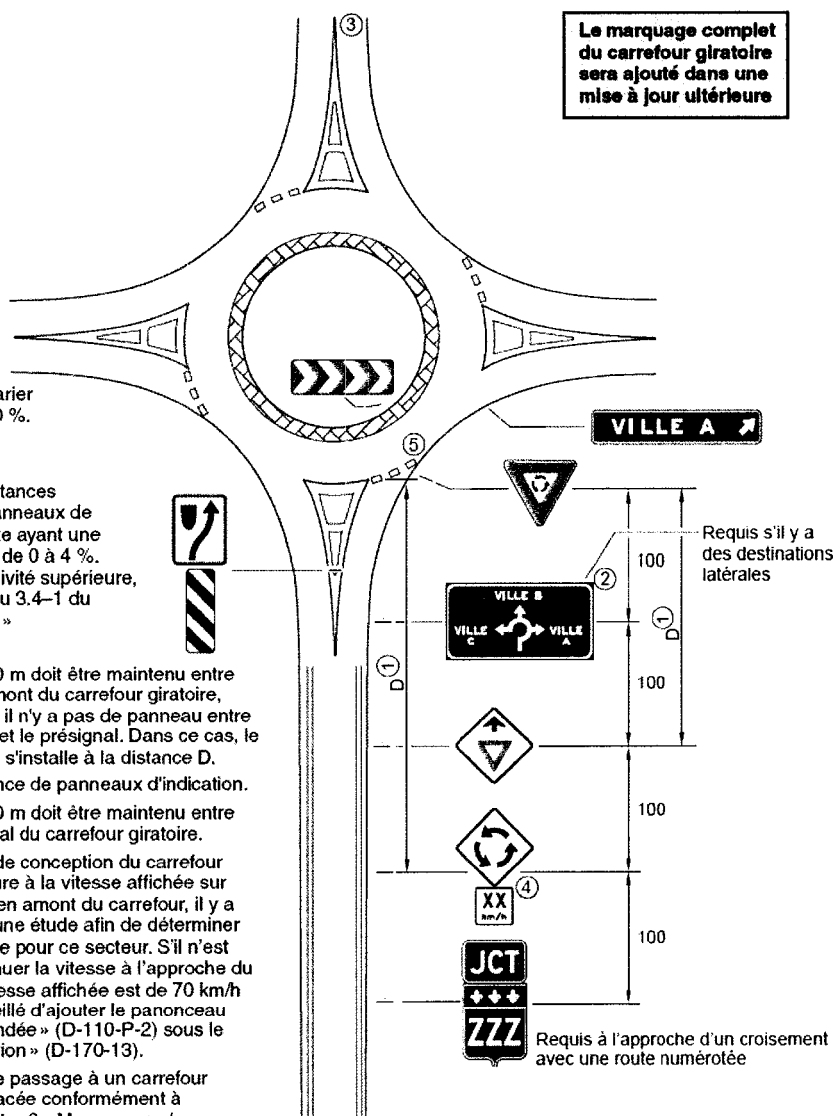 ③
Le marquage complet
du carrefour giratoire
sera ajouté dans une
mise à jour ultérieure
arier
0 %.
VILLE A
⑤
tances
anneaux de
te ayant une
de 0 à 4 %.
ivité supérieure,
au 3.4–1 du
»
100
Requis s'il y a
des destinations
latérales
②
VILLE B
VILLE
C
VILLE
A
D①
D①
100
0 m doit être maintenu entre
mont du carrefour giratoire,
il n'y a pas de panneau entre
et le présignal. Dans ce cas, le
s'installe à la distance D.
nce de panneaux d'indication.
0 m doit être maintenu entre
al du carrefour giratoire.
100
de conception du carrefour
ure à la vitesse affichée sur
en amont du carrefour, il y a
une étude afin de déterminer
e pour ce secteur. S'il n'est
nuer la vitesse à l'approche du
esse affichée est de 70 km/h
eillé d'ajouter le panonceau
ndée» (D-110-P-2) sous le
ion» (D-170-13).
④
XX
km/h
100
JCT
ZZZ
Requis à l'approche d'un croisement
avec une route numérotée
e passage à un carrefour
acée conformément à